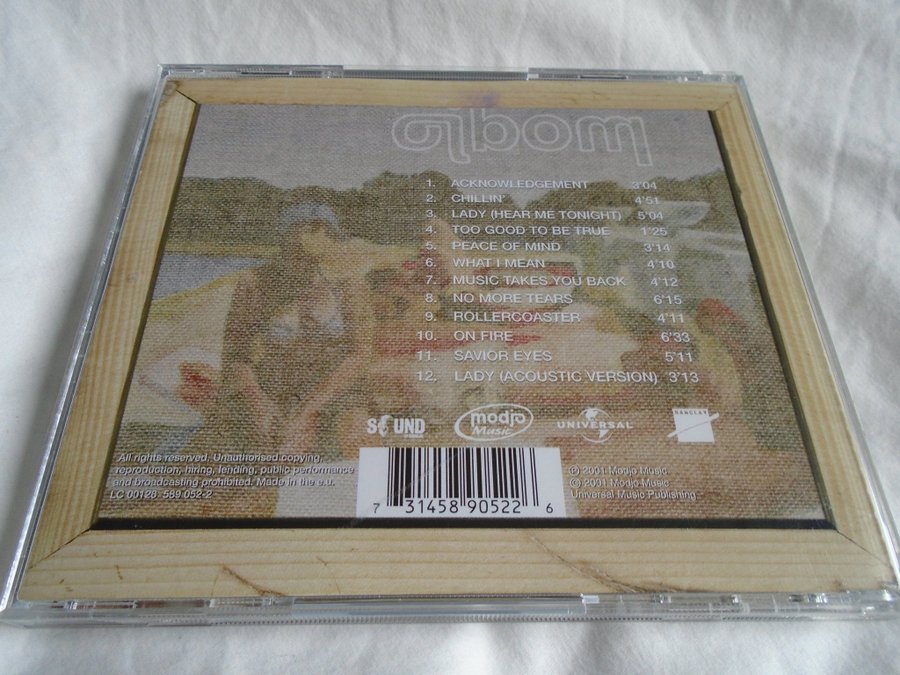 modjo
1. ACKNOWLEDGEMENT 3'04
2. CHILLIN' 4'51
3. LADY (HEAR ME TONIGHT) 5'04
4. TOO GOOD TO BE TRUE 1'25
5. PEACE OF MIND 3'14
6. WHAT I MEAN 4'10
7. MUSIC TAKES YOU BACK 4'12
8. NO MORE TEARS 6'15
9. ROLLERCOASTER 4'11
10. ON FIRE 6'33
11. SAVIOR EYES 5'11
12. LADY (ACOUSTIC VERSION) 3'13
SOUND modjo Music UNIVERSAL BARCLAY
All rights reserved. Unauthorised copying,
reproduction, hiring, lending, public performance
and broadcasting prohibited. Made in the e.u.
LC 00126 589 052-2
7 31458 90522 6
℗ 2001 Modjo Music
© 2001 Modjo Music
Universal Music Publishing